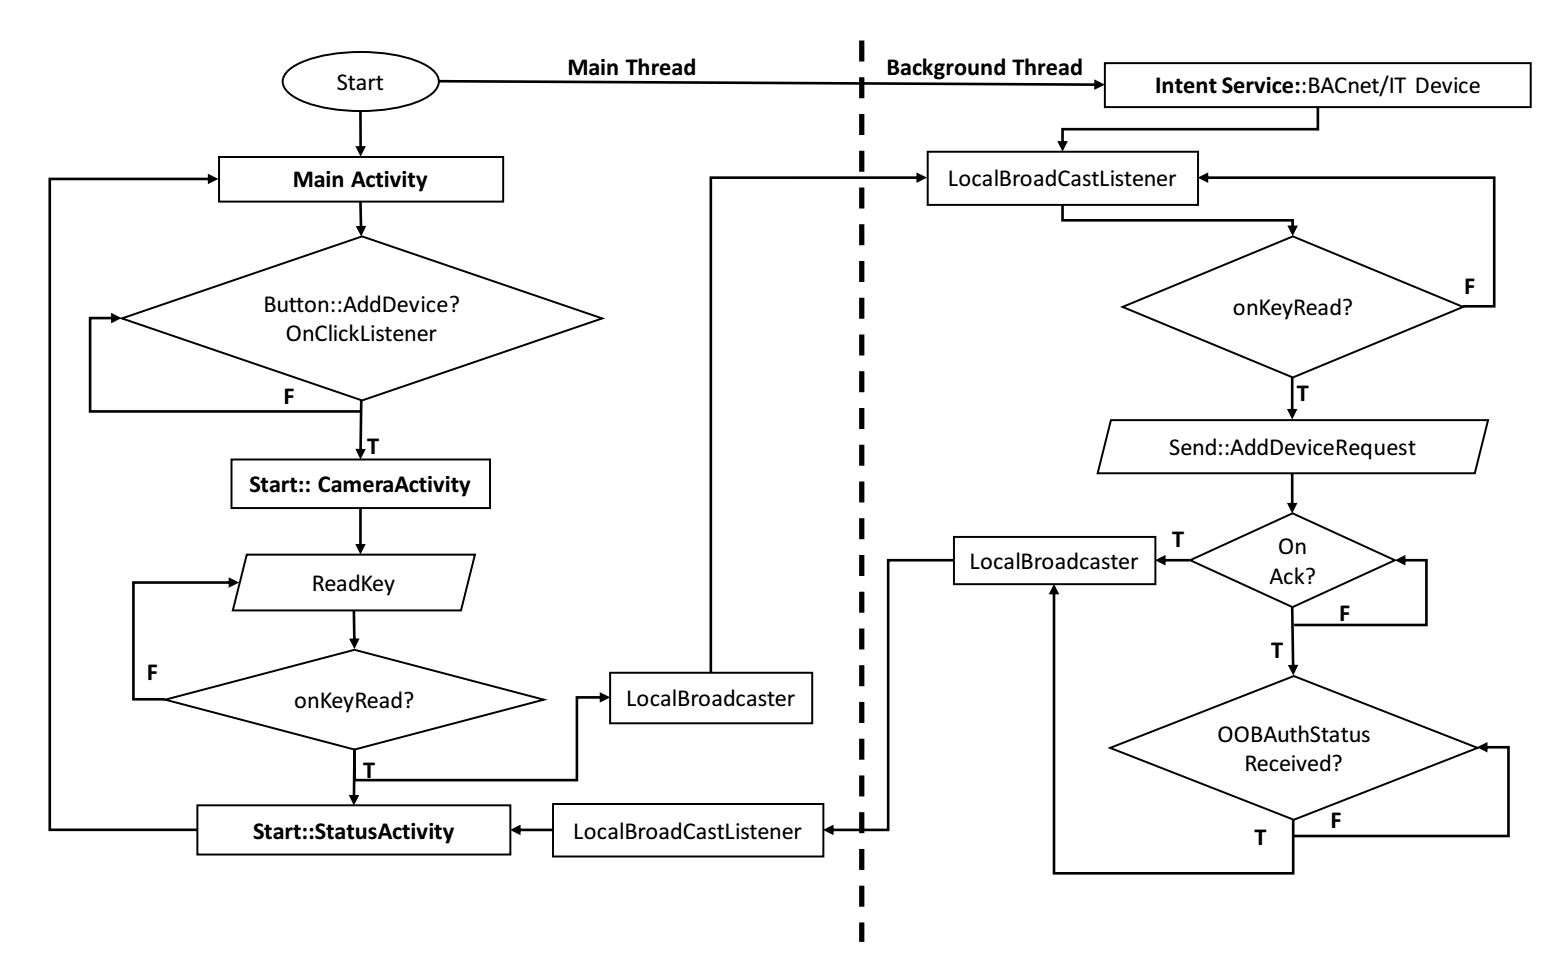 Start
Main Thread
Background Thread
Intent Service::BACnet/IT Device
Main Activity
LocalBroadCastListener
Button::AddDevice?
OnClickListener
F
T
onKeyRead?
F
T
Start:: CameraActivity
Send::AddDeviceRequest
ReadKey
LocalBroadcaster
T
On
Ack?
F
T
F
onKeyRead?
T
LocalBroadcaster
OOBAuthStatus
Received?
F
T
Start::StatusActivity
LocalBroadCastListener